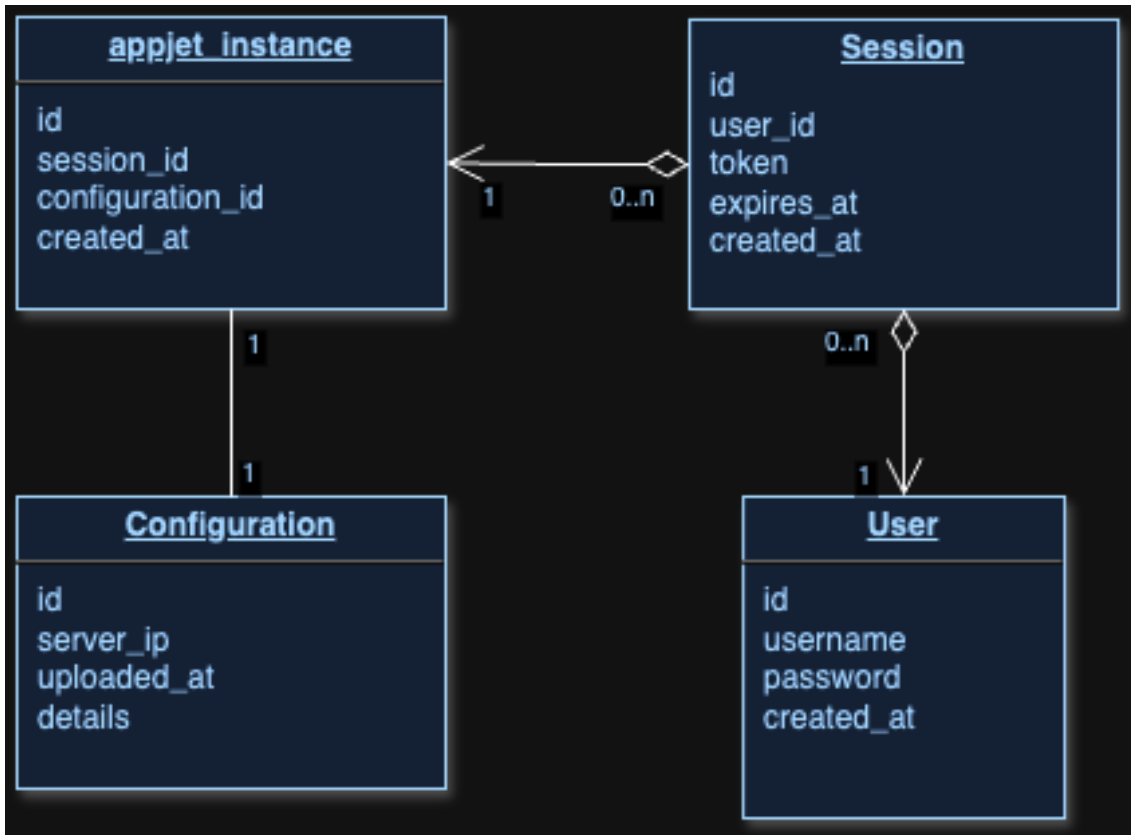 appjet_instance
id
session_id
configuration_id
created_at
Session
id
user_id
token
expires_at
created_at
1
0..n
1
1
0..n
1
Configuration
id
server_ip
uploaded_at
details
User
id
username
password
created_at